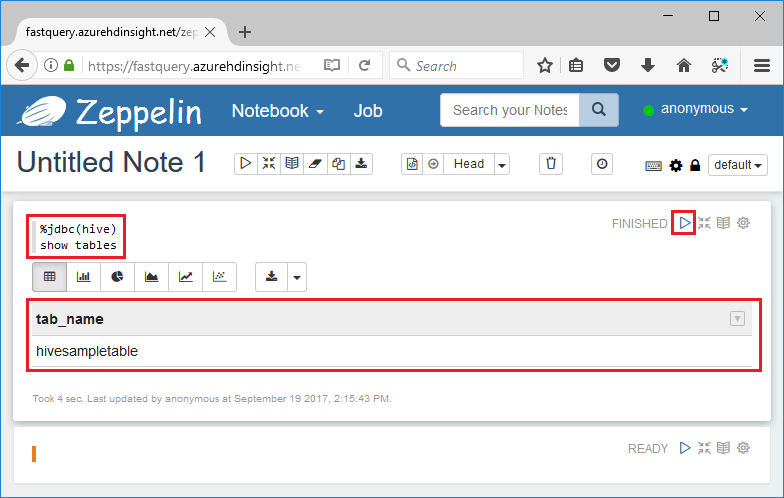 fastquery.azurehdinsight.net/zep
https://fastquery.azurehdinsight.ne
Search
Zeppelin
Notebook
Job
Search your Notes
anonymous
Untitled Note 1
Head
default
%jdbc(hive)
show tables
FINISHED
tab_name
hivesampletable
Took 4 sec. Last updated by anonymous at September 19 2017, 2:15:43 PM.
READY